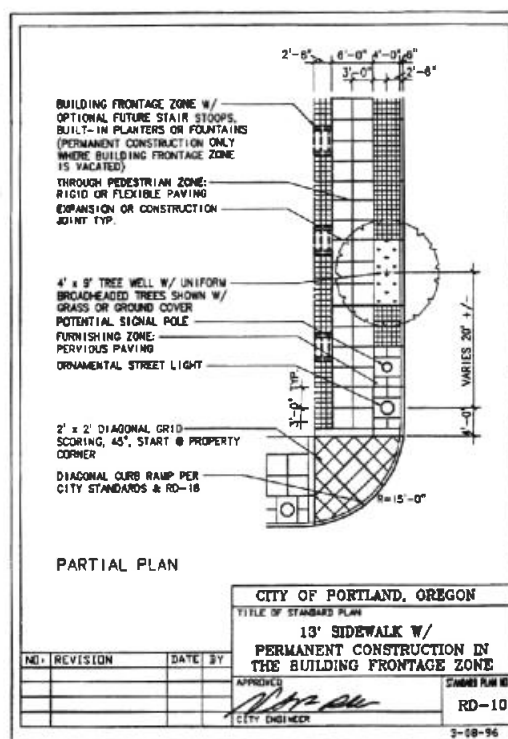 2'-6" 6'-0" 4'-0" 6"
3'-0" 2'-6"
BUILDING FRONTAGE ZONE W/
OPTIONAL FUTURE STAIR STOOPS,
BUILT-IN PLANTERS OR FOUNTAINS
(PERMANENT CONSTRUCTION ONLY
WHERE BUILDING FRONTAGE ZONE
IS VACATED)
THROUGH PEDESTRIAN ZONE:
RIGID OR FLEXIBLE PAVING
EXPANSION OR CONSTRUCTION
JOINT TYP.
4' x 9' TREE WELL W/ UNIFORM
BROADHEADED TREES SHOWN W/
GRASS OR GROUND COVER
POTENTIAL SIGNAL POLE
FURNISHING ZONE:
PERVIOUS PAVING
ORNAMENTAL STREET LIGHT
VARIES 20' +/-
3'-0" TYP.
4'-0"
2' x 2' DIAGONAL GRID
SCORING, 45°, START @ PROPERTY
CORNER
DIAGONAL CURB RAMP PER
CITY STANDARDS & RD-18
R=15'-0"
PARTIAL PLAN
CITY OF PORTLAND, OREGON
TITLE OF STANDARD PLAN
13' SIDEWALK W/
PERMANENT CONSTRUCTION IN
THE BUILDING FRONTAGE ZONE
NO. REVISION DATE BY
APPROVED
CITY ENGINEER
STANDARD PLAN NO.
RD-10
3-08-96